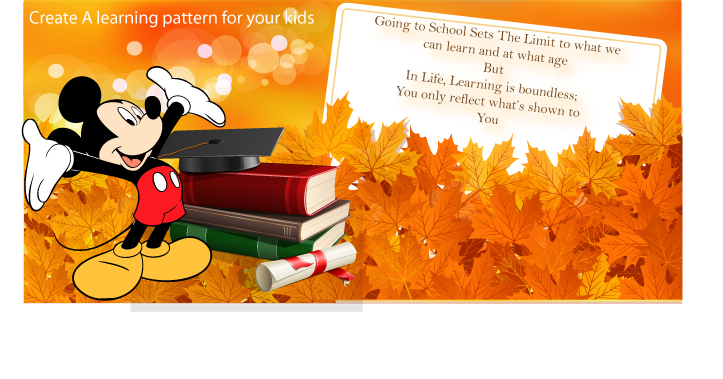 Create A learning pattern for your kids
Going to School Sets The Limit to what we
can learn and at what age
But
In Life, Learning is boundless;
You only reflect what's shown to
You